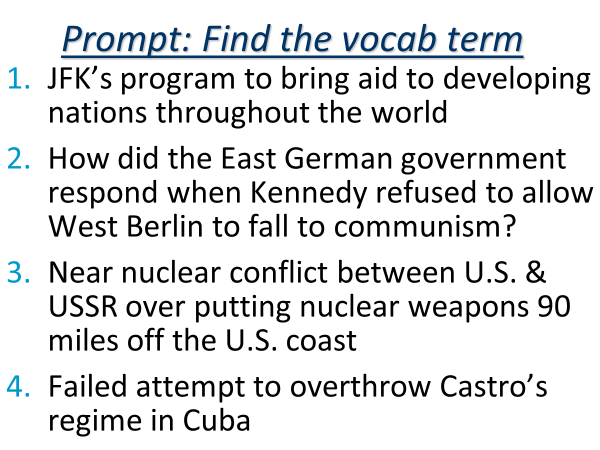 Prompt: Find the vocab term
1. JFK’s program to bring aid to developing
nations throughout the world
2. How did the East German government
respond when Kennedy refused to allow
West Berlin to fall to communism?
3. Near nuclear conflict between U.S. &
USSR over putting nuclear weapons 90
miles off the U.S. coast
4. Failed attempt to overthrow Castro’s
regime in Cuba